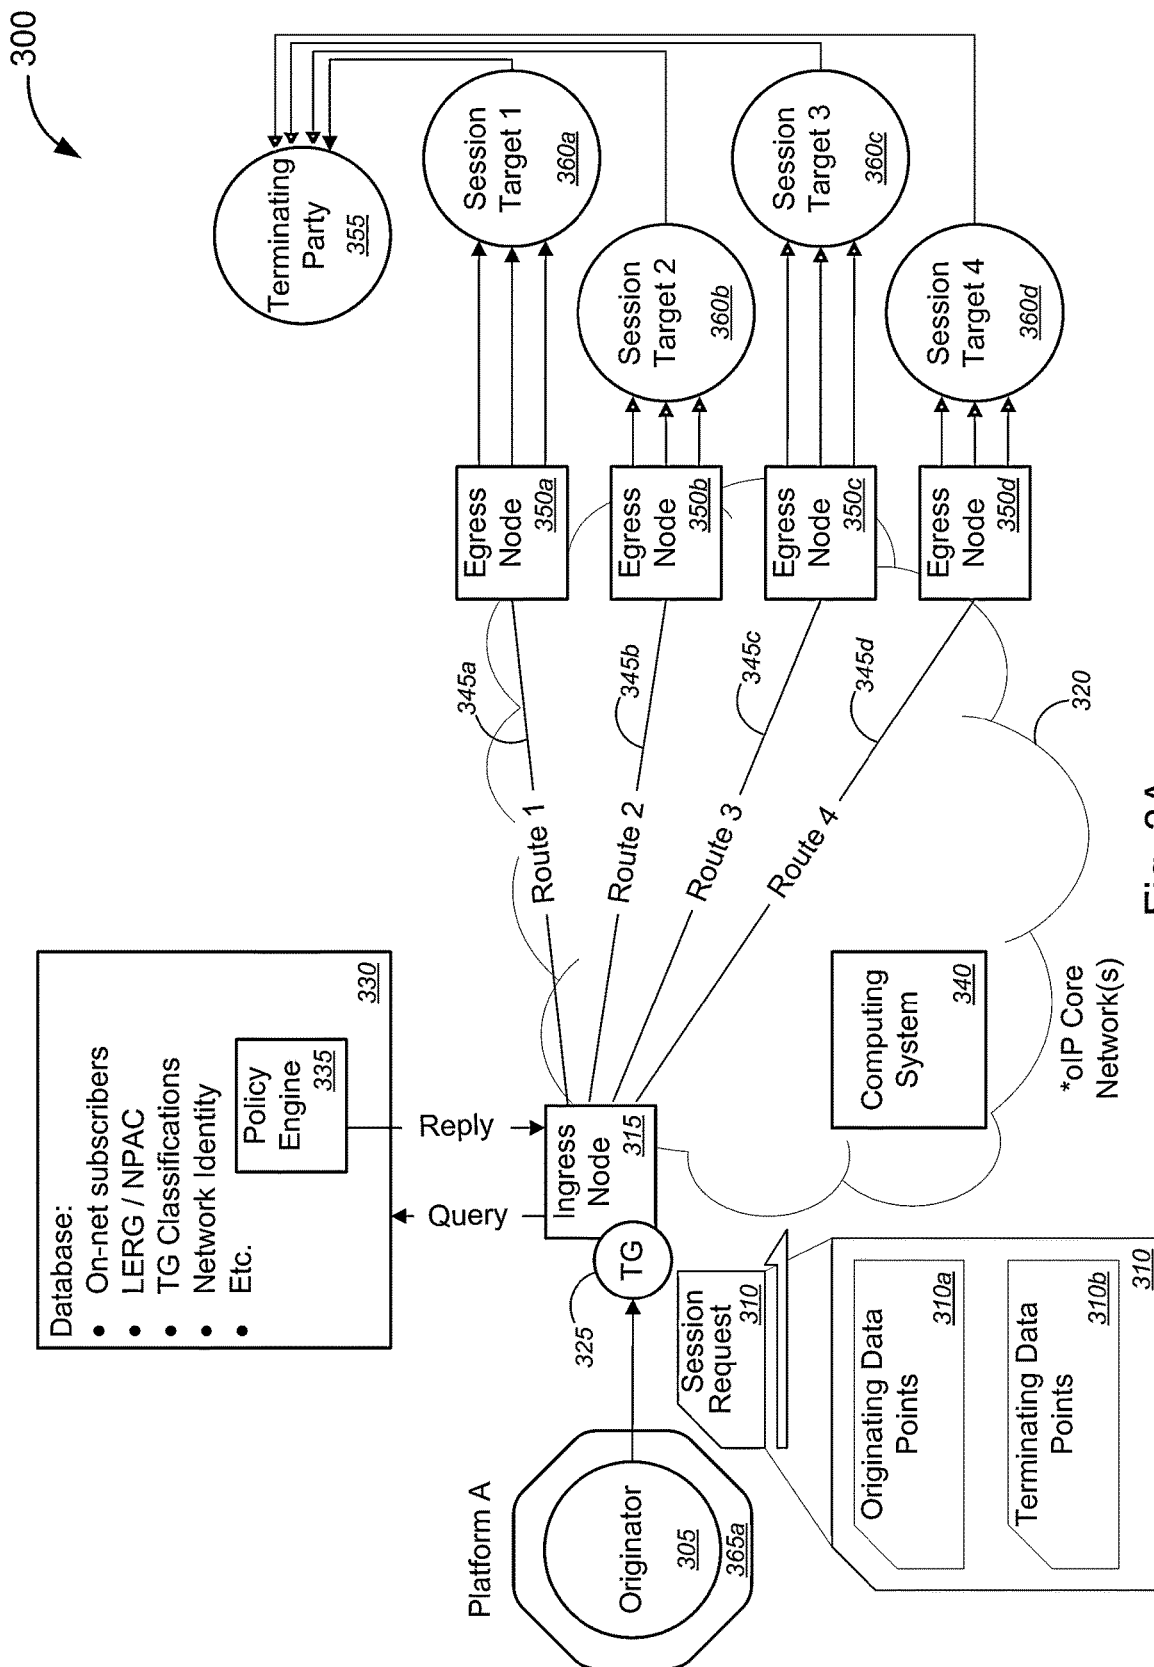 300
Database:
• On-net subscribers
• LERG / NPAC
• TG Classifications
• Network Identity
• Etc.
330
Policy
Engine
335
Query
Reply
Platform A
Originator
305
365a
325
TG
Ingress
Node
315
Session
Request
310
Originating Data
Points
310a
Terminating Data
Points
310b
310
Computing
System
340
*oIP Core
Network(s)
320
Route 1
345a
Route 2
345b
Route 3
345c
Route 4
345d
Egress
Node
350a
Egress
Node
350b
Egress
Node
350c
Egress
Node
350d
Session
Target 1
360a
Session
Target 2
360b
Session
Target 3
360c
Session
Target 4
360d
Terminating
Party
355